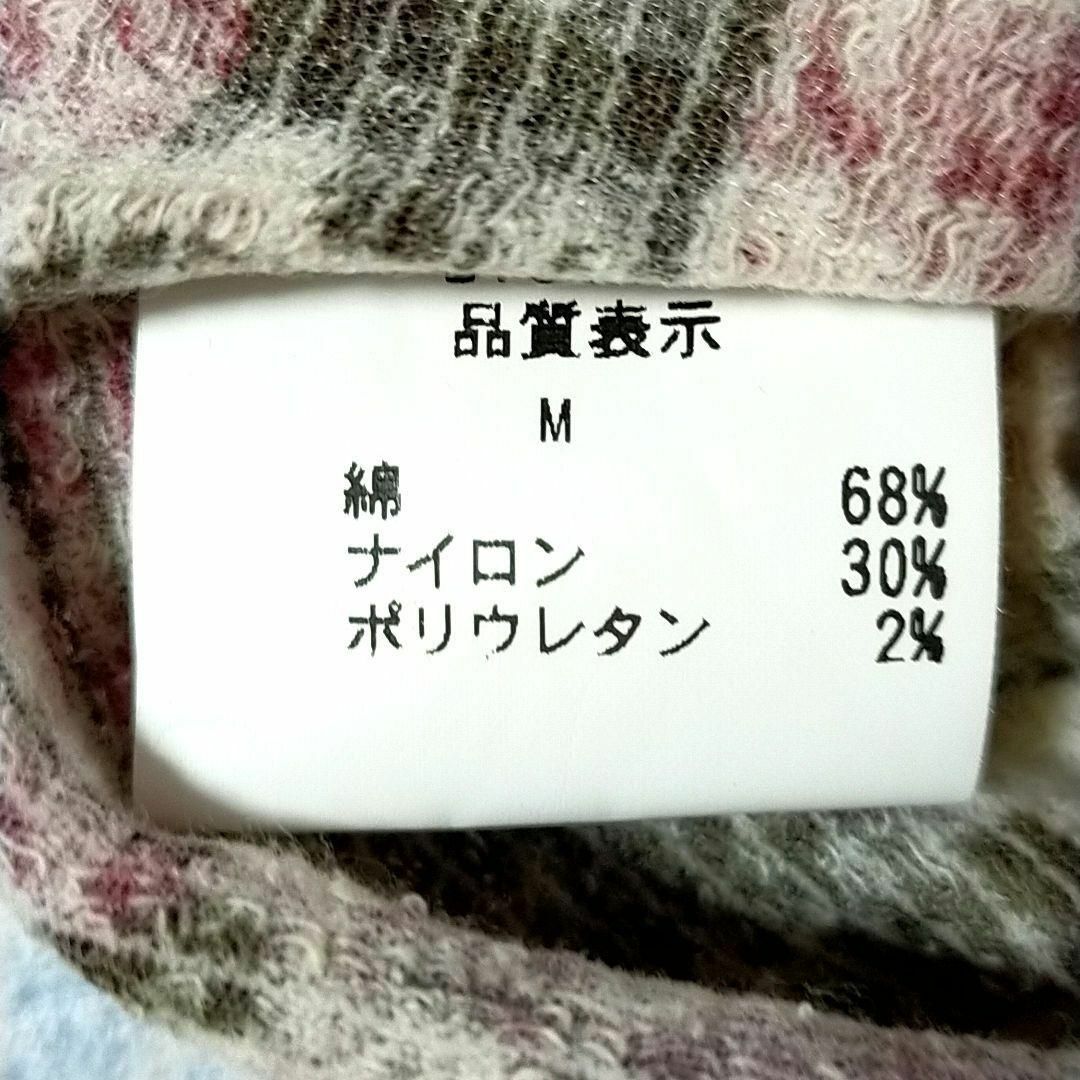 品質表示
M
綿 68%
ナイロン 30%
ポリウレタン 2%